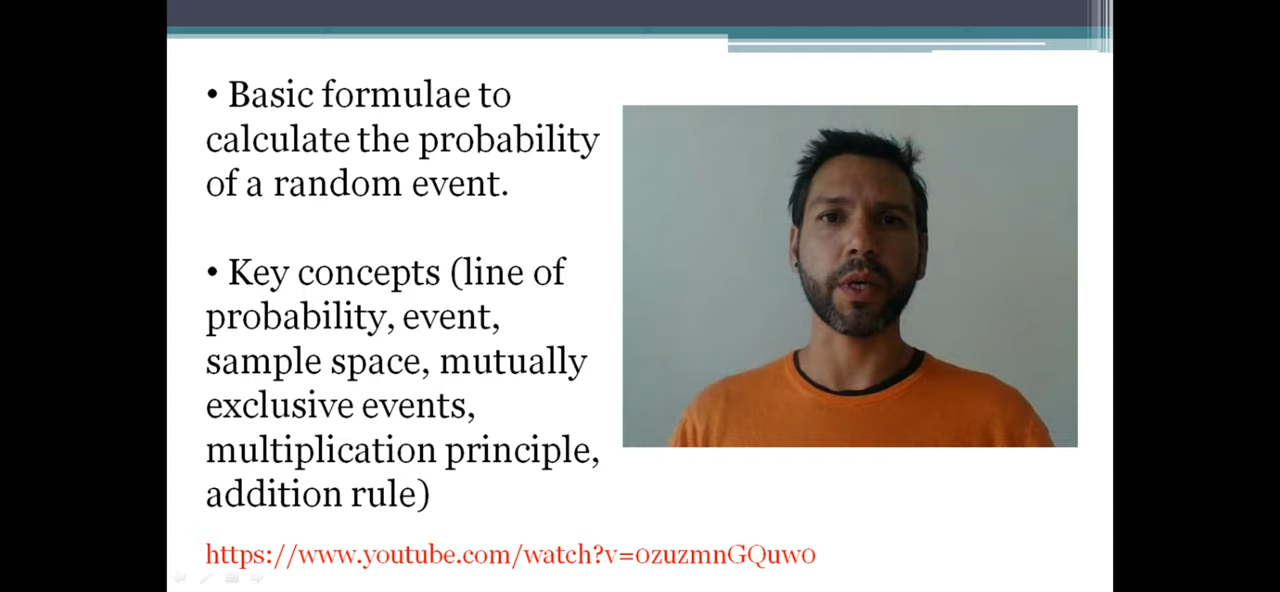 • Basic formulae to
calculate the probability
of a random event.
• Key concepts (line of
probability, event,
sample space, mutually
exclusive events,
multiplication principle,
addition rule)
https://www.youtube.com/watch?v=0zuzmnGQuw0